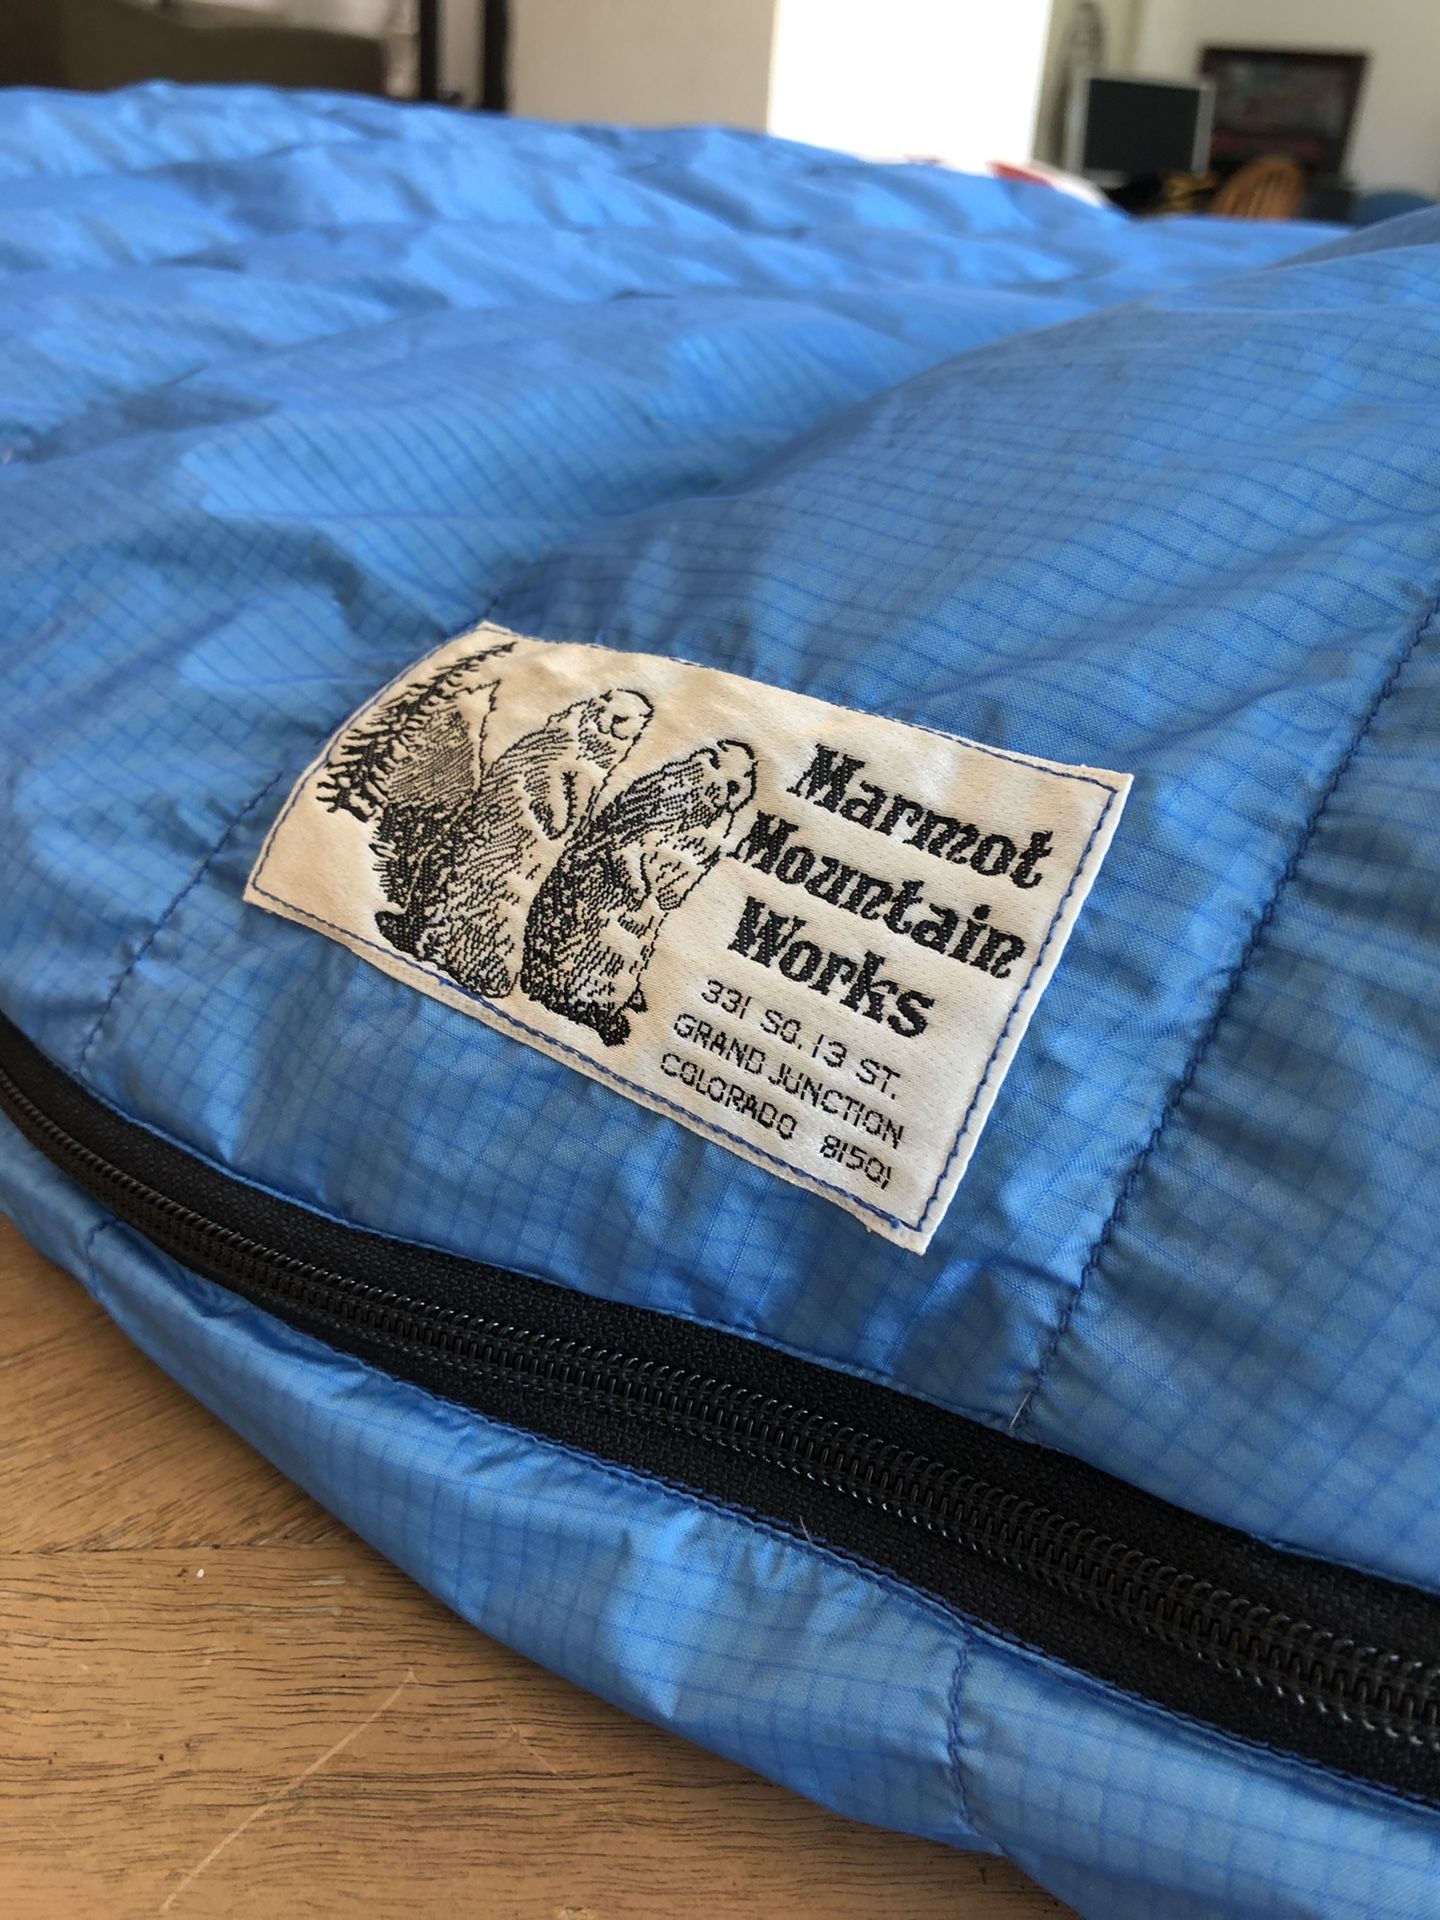 Marmot
Mountain
Works
331 SO. 13 ST.
GRAND JUNCTION
COLORADO 81501